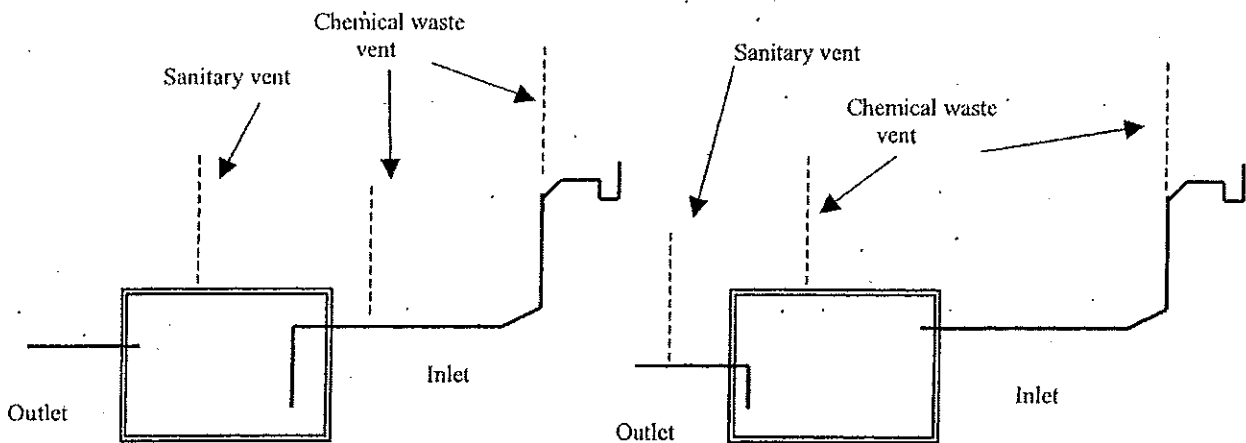 Chemical waste
vent
Sanitary vent
Inlet
Outlet
Sanitary vent
Chemical waste
vent
Inlet
Outlet